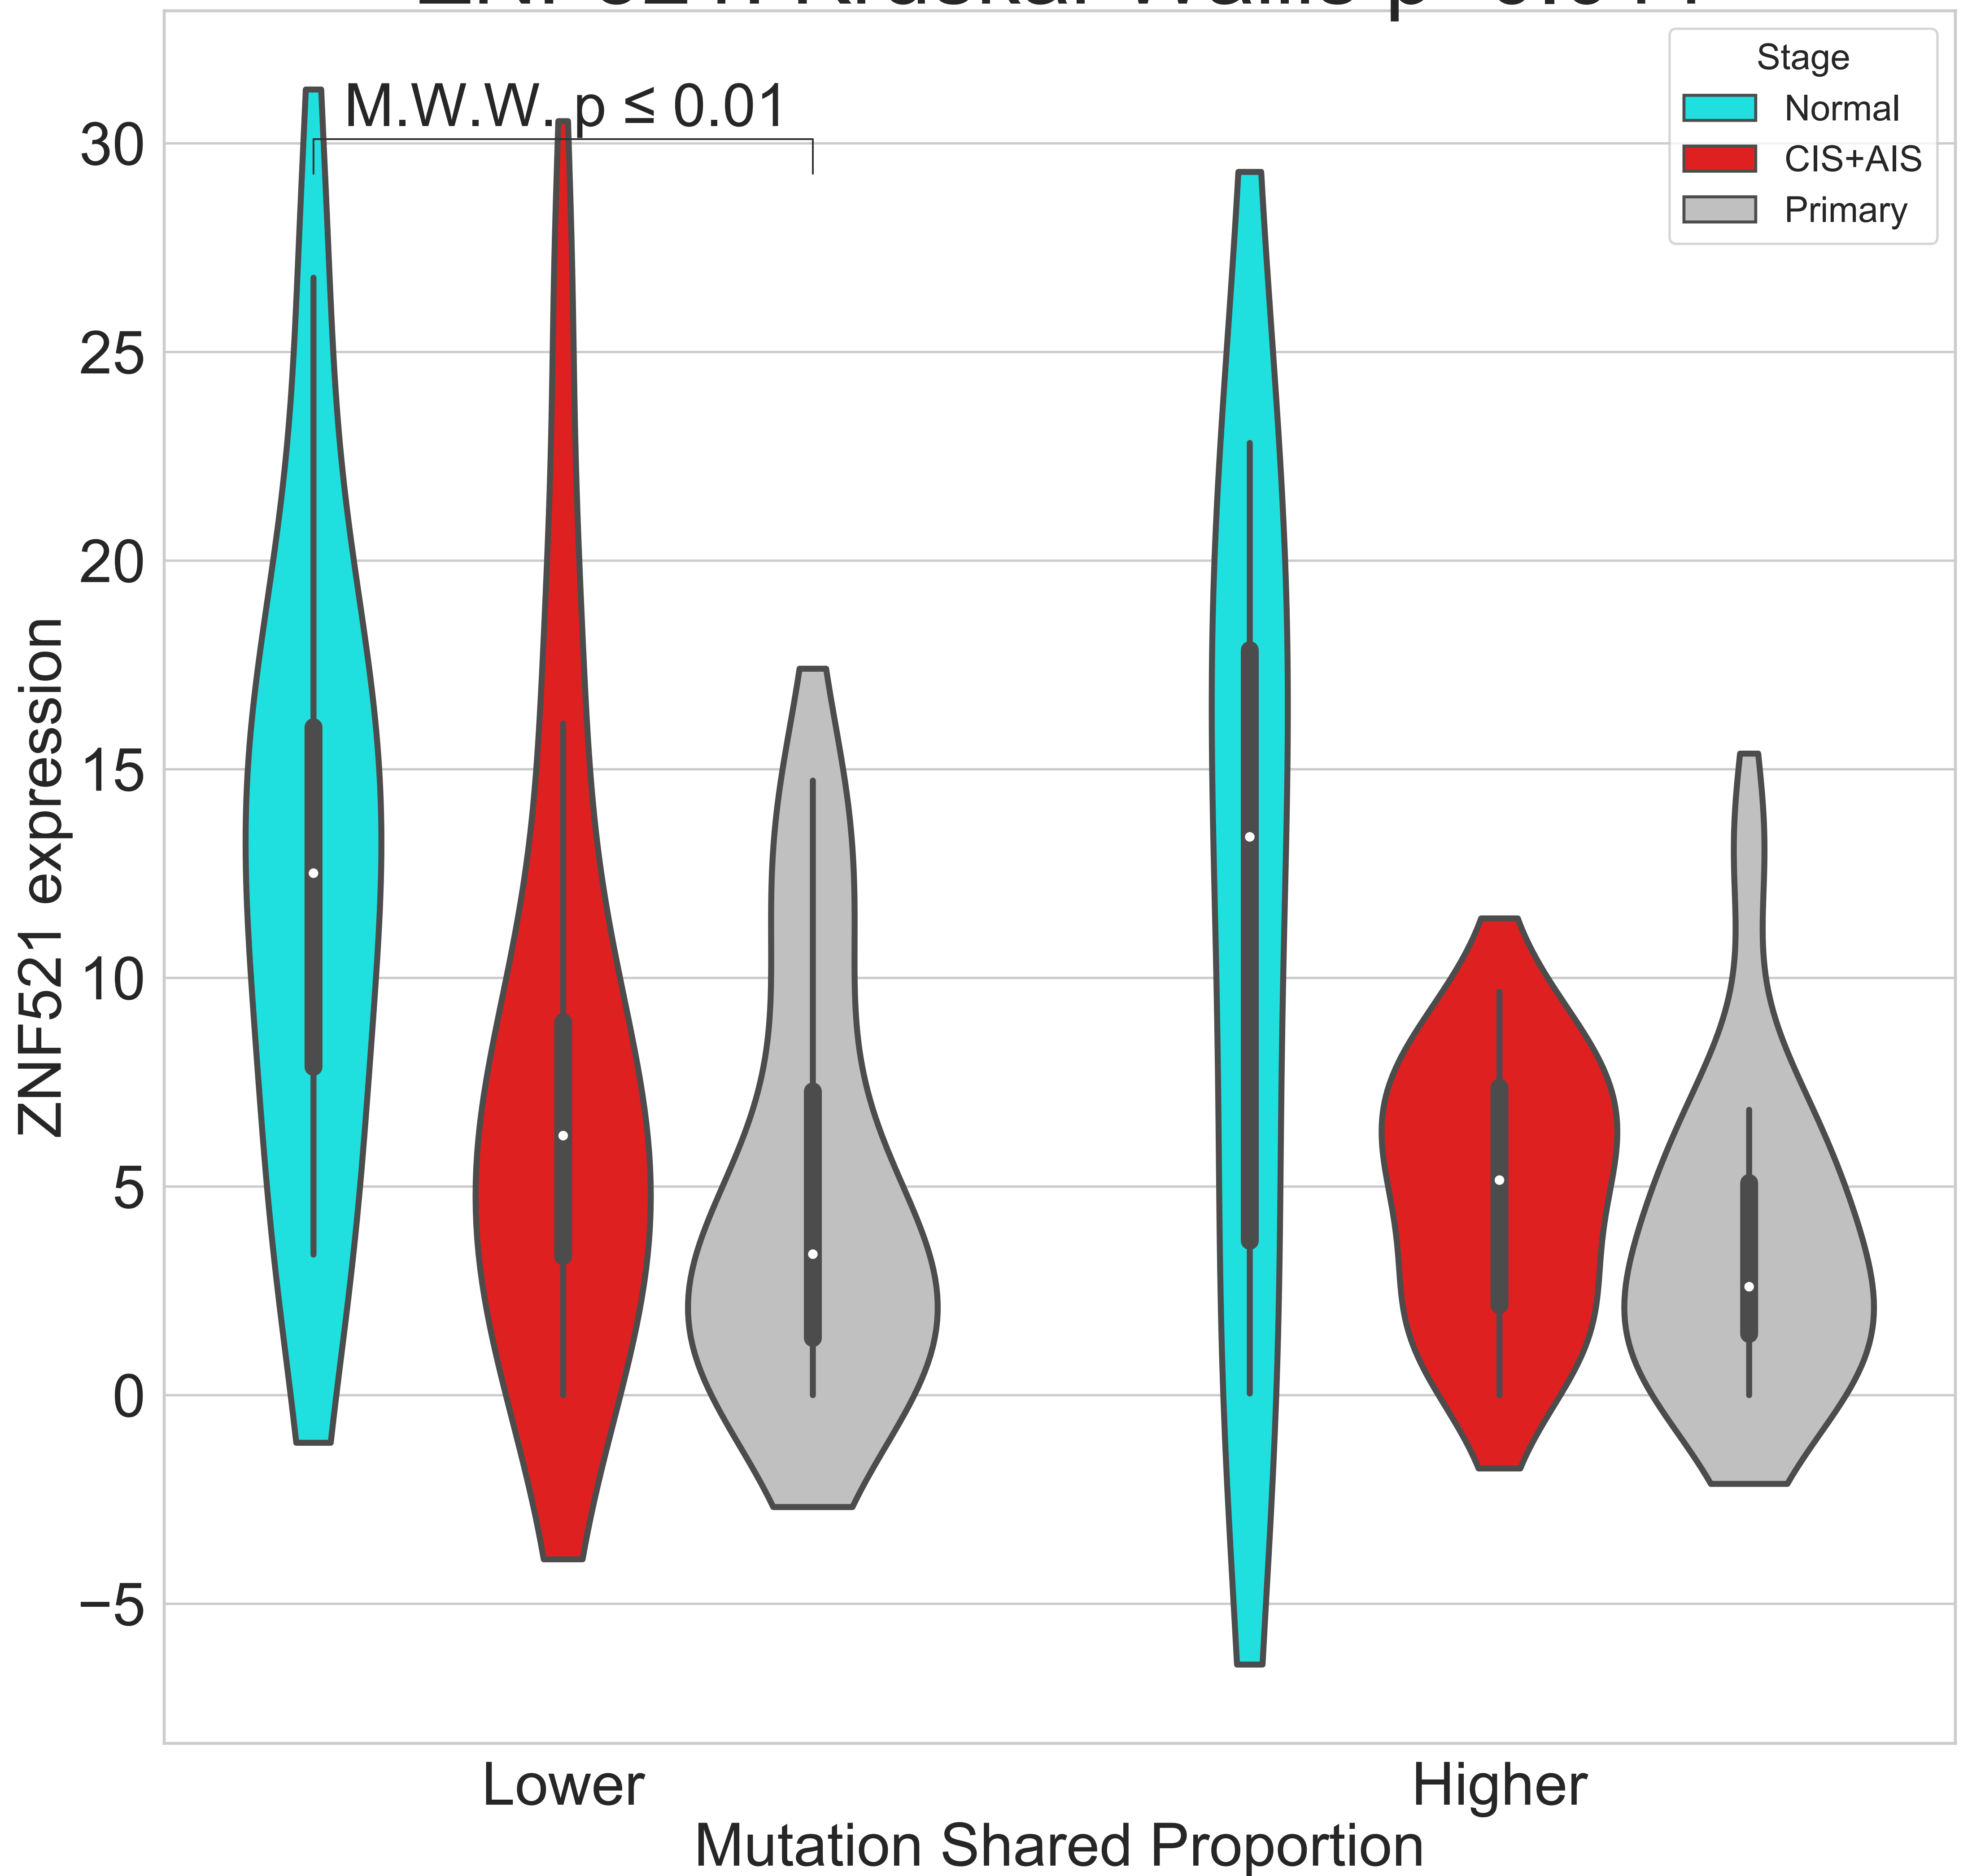 M.W.W. p ≤ 0.01
Stage
Normal
CIS+AIS
Primary
30
25
20
15
10
5
0
−5
ZNF521 expression
Lower
Higher
Mutation Shared Proportion